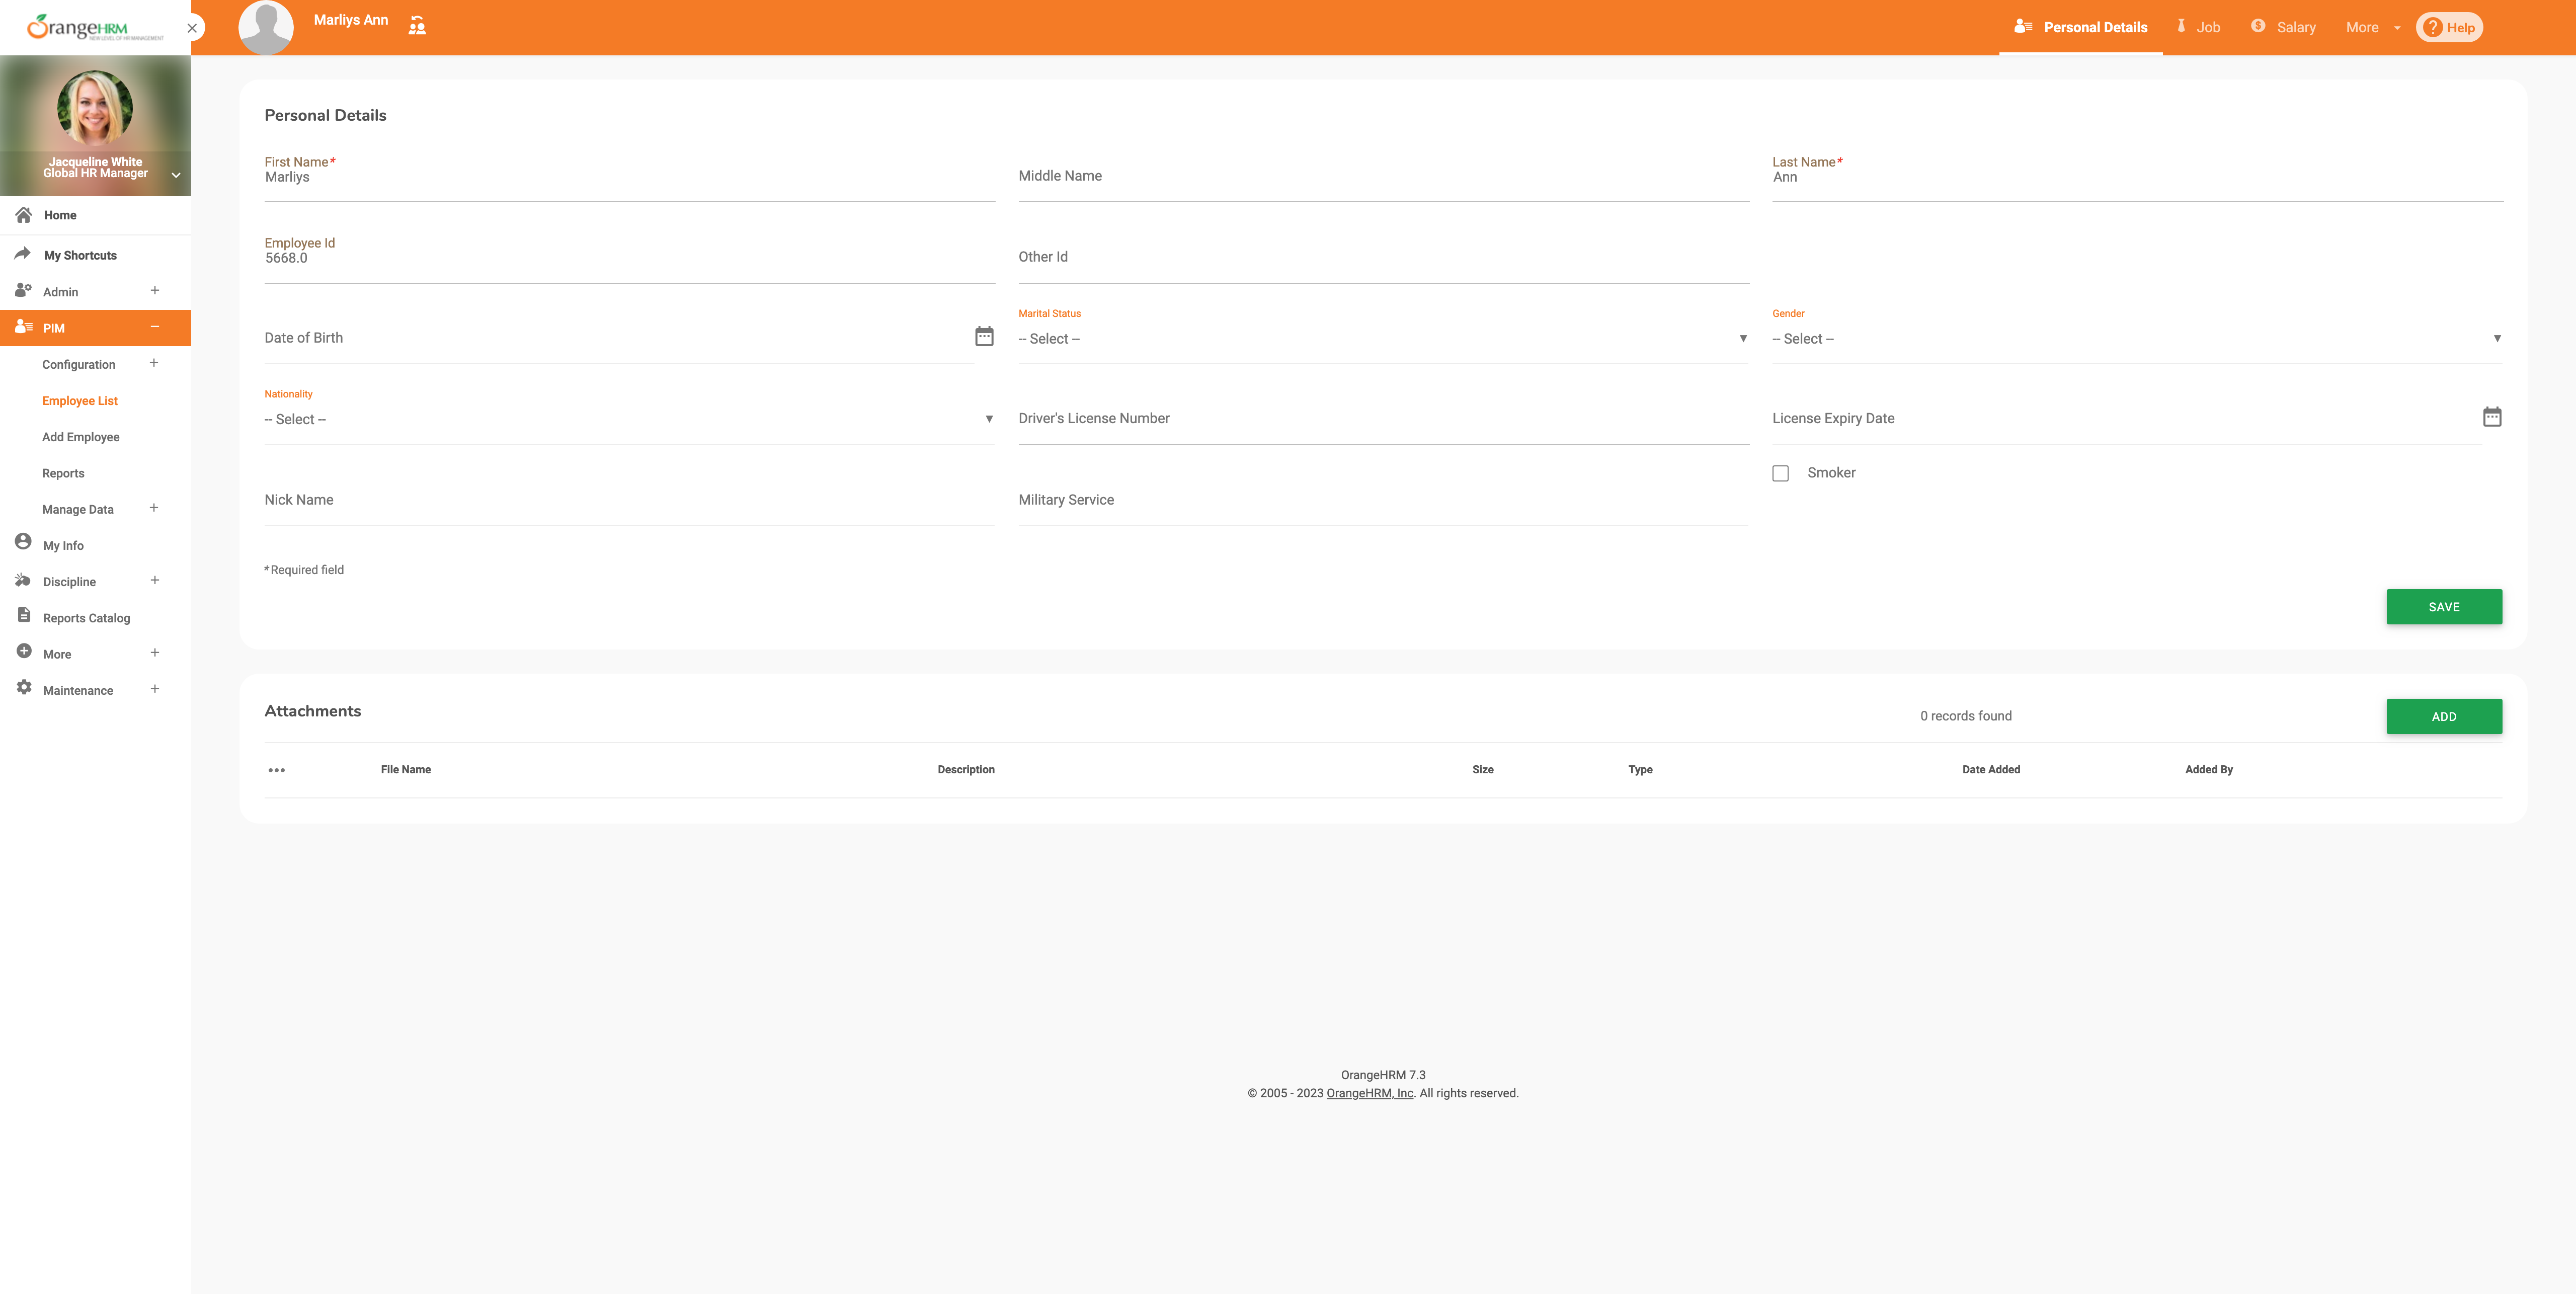 OrangeHRM
NEW LEVEL OF HR MANAGEMENT
Marliys Ann
Personal Details
Job
Salary
More
? Help
Jacqueline White
Global HR Manager
Home
My Shortcuts
Admin
PIM
Configuration
Employee List
Add Employee
Reports
Manage Data
My Info
Discipline
Reports Catalog
More
Maintenance
Personal Details
First Name*
Marliys
Middle Name
Last Name*
Ann
Employee Id
5668.0
Other Id
Date of Birth
Marital Status
-- Select --
Gender
-- Select --
Nationality
-- Select --
Driver's License Number
License Expiry Date
Nick Name
Military Service
Smoker
* Required field
SAVE
Attachments
0 records found
ADD
File Name
Description
Size
Type
Date Added
Added By
OrangeHRM 7.3
© 2005 - 2023 OrangeHRM, Inc. All rights reserved.